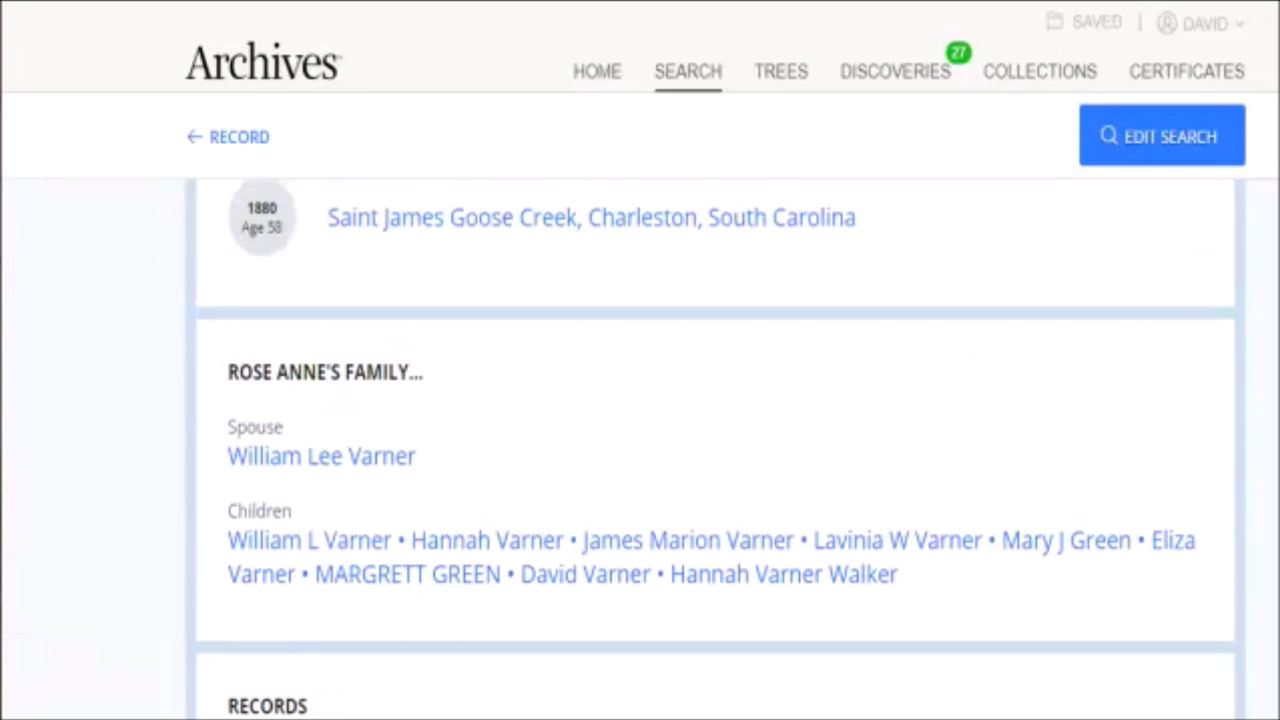 SAVED | DAVID
Archives
HOME SEARCH TREES DISCOVERIES 27 COLLECTIONS CERTIFICATES
← RECORD
EDIT SEARCH
1880
Age 58
Saint James Goose Creek, Charleston, South Carolina
ROSE ANNE'S FAMILY...
Spouse
William Lee Varner
Children
William L Varner • Hannah Varner • James Marion Varner • Lavinia W Varner • Mary J Green • Eliza
Varner • MARGRETT GREEN • David Varner • Hannah Varner Walker
RECORDS